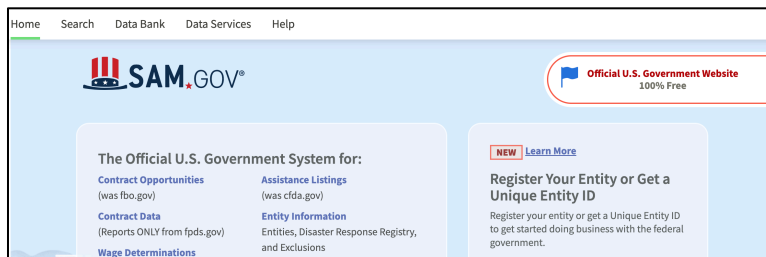 Home Search Data Bank Data Services Help
SAM.GOV®
Official U.S. Government Website
100% Free
The Official U.S. Government System for:
Contract Opportunities
(was fbo.gov)
Contract Data
(Reports ONLY from fpds.gov)
Wage Determinations
Assistance Listings
(was cfda.gov)
Entity Information
Entities, Disaster Response Registry,
and Exclusions
NEW Learn More
Register Your Entity or Get a
Unique Entity ID
Register your entity or get a Unique Entity ID
to get started doing business with the federal
government.